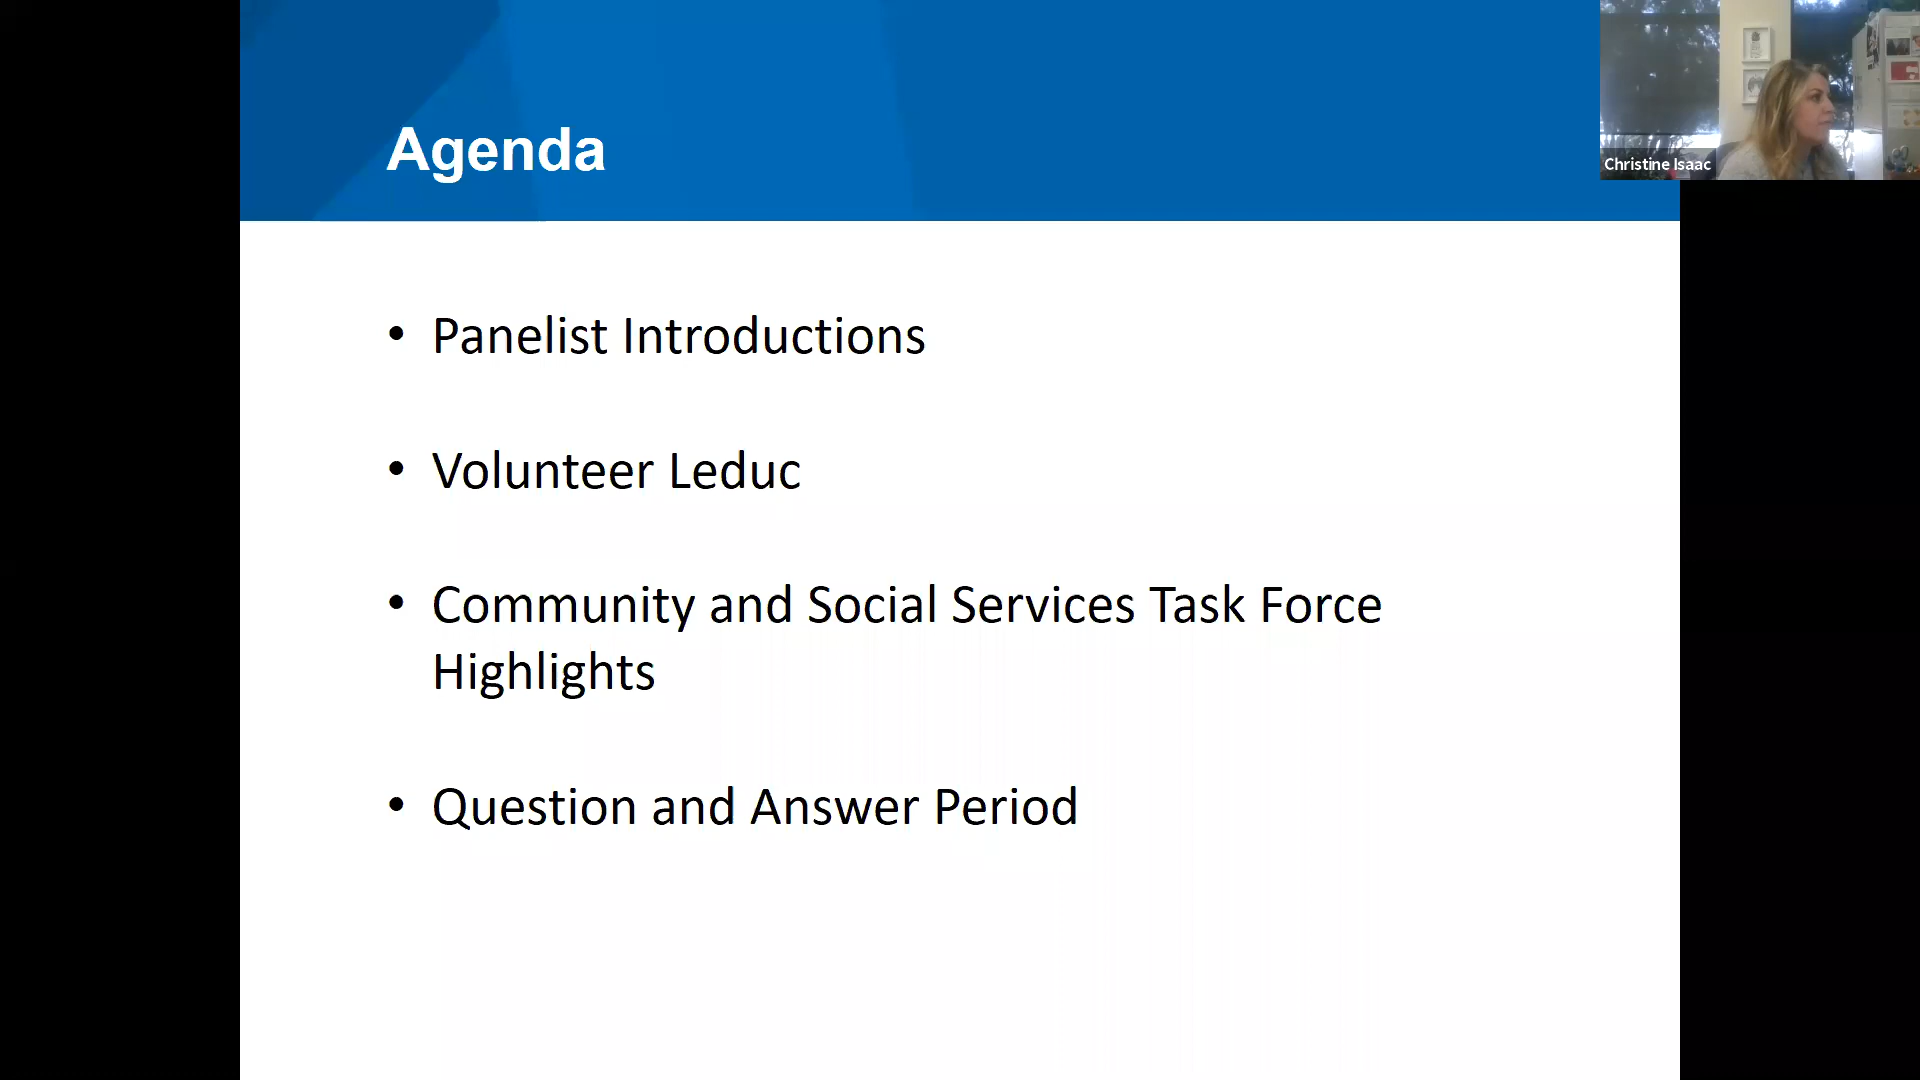 Agenda
Christine Isaac
• Panelist Introductions
• Volunteer Leduc
• Community and Social Services Task Force
Highlights
• Question and Answer Period